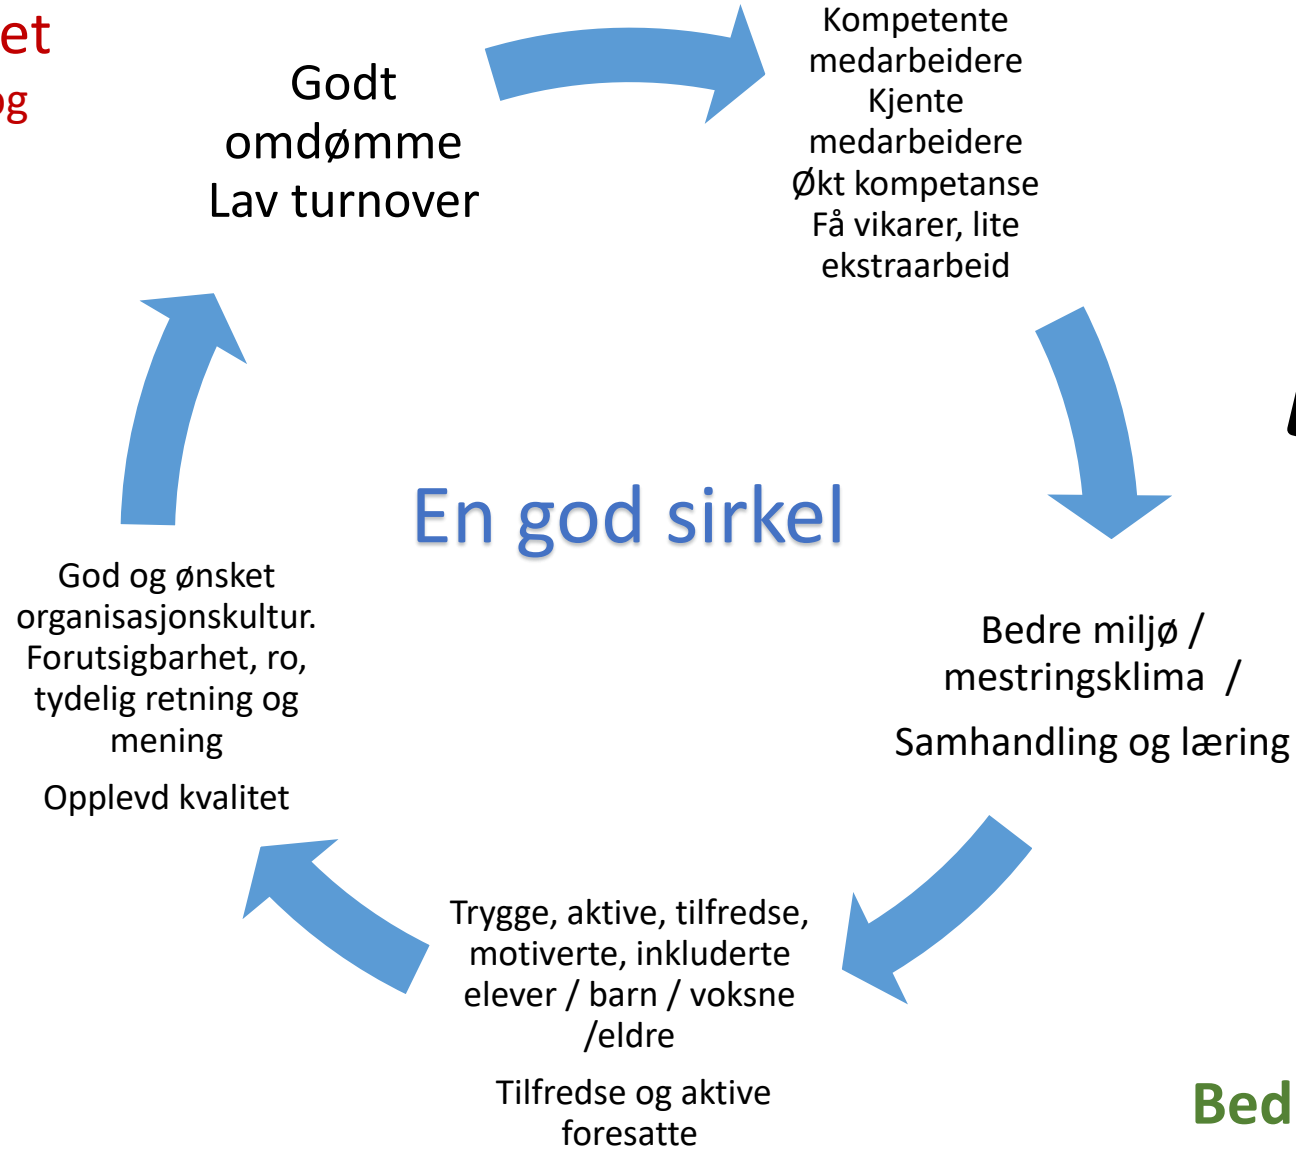 et
og
Godt
omdømme
Lav turnover
Kompetente
medarbeidere
Kjente
medarbeidere
Økt kompetanse
Få vikarer, lite
ekstraarbeid
En god sirkel
Bedre miljø /
mestringsklima /
Samhandling og læring
Trygge, aktive, tilfredse,
motiverte, inkluderte
elever / barn / voksne
/eldre
Tilfredse og aktive
foresatte
God og ønsket
organisasjonskultur.
Forutsigbarhet, ro,
tydelig retning og
mening
Opplevd kvalitet
Bed